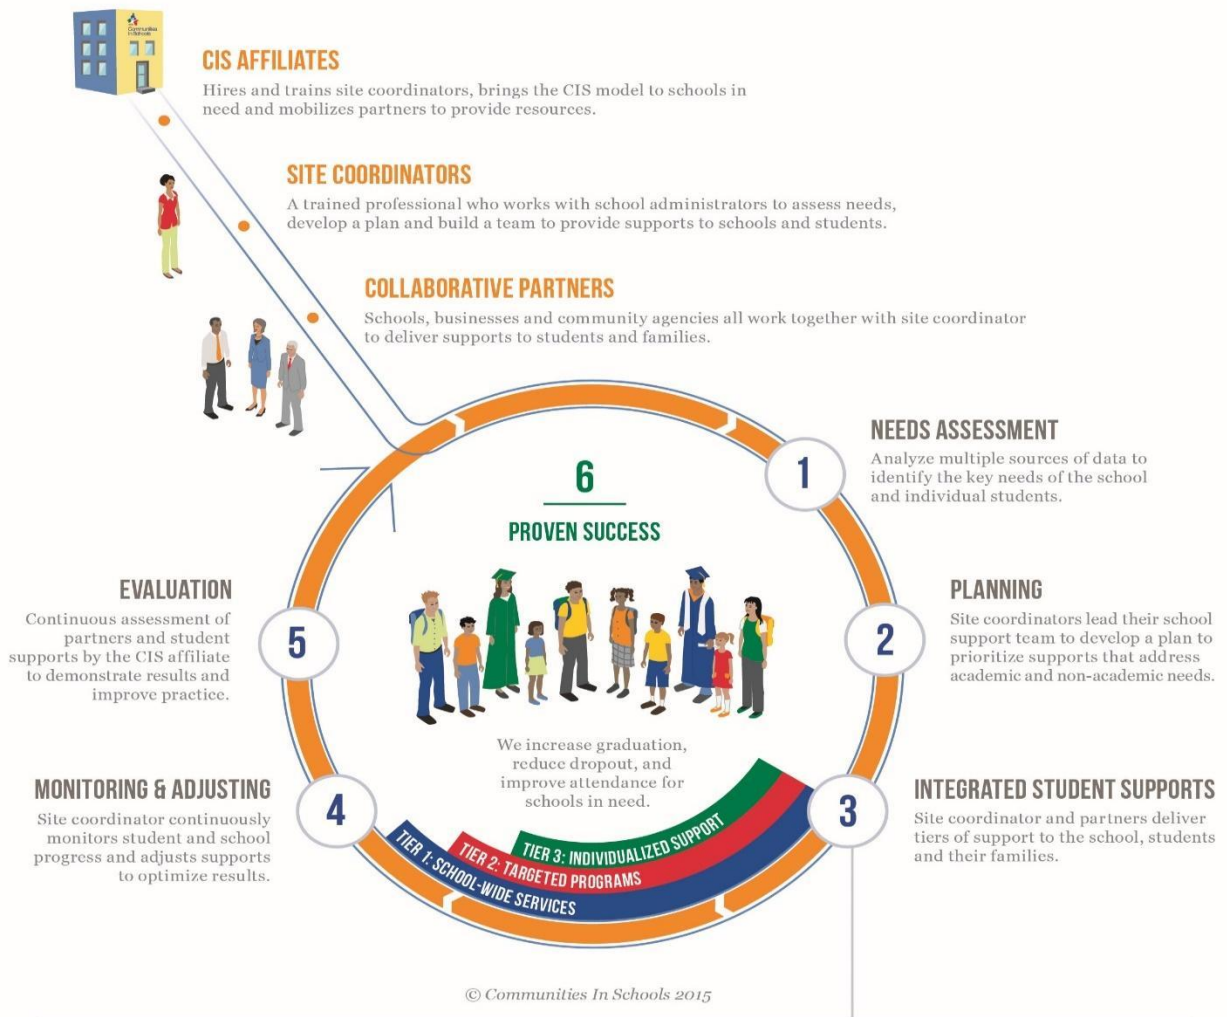 Communities
In Schools
CIS AFFILIATES
Hires and trains site coordinators, brings the CIS model to schools in
need and mobilizes partners to provide resources.
SITE COORDINATORS
A trained professional who works with school administrators to assess needs,
develop a plan and build a team to provide supports to schools and students.
COLLABORATIVE PARTNERS
Schools, businesses and community agencies all work together with site coordinator
to deliver supports to students and families.
1
NEEDS ASSESSMENT
Analyze multiple sources of data to
identify the key needs of the school
and individual students.
2
PLANNING
Site coordinators lead their school
support team to develop a plan to
prioritize supports that address
academic and non-academic needs.
3
INTEGRATED STUDENT SUPPORTS
Site coordinator and partners deliver
tiers of support to the school, students
and their families.
TIER 3: INDIVIDUALIZED SUPPORT
TIER 2: TARGETED PROGRAMS
TIER 1: SCHOOL-WIDE SERVICES
4
MONITORING & ADJUSTING
Site coordinator continuously
monitors student and school
progress and adjusts supports
to optimize results.
5
EVALUATION
Continuous assessment of
partners and student
supports by the CIS affiliate
to demonstrate results and
improve practice.
6
PROVEN SUCCESS
We increase graduation,
reduce dropout, and
improve attendance for
schools in need.
© Communities In Schools 2015